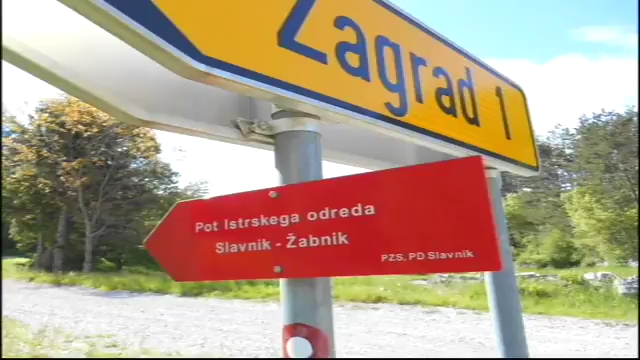 Zagrad 1
Pot Istrskega odreda
Slavnik - Žabnik
PZS, PD Slavnik